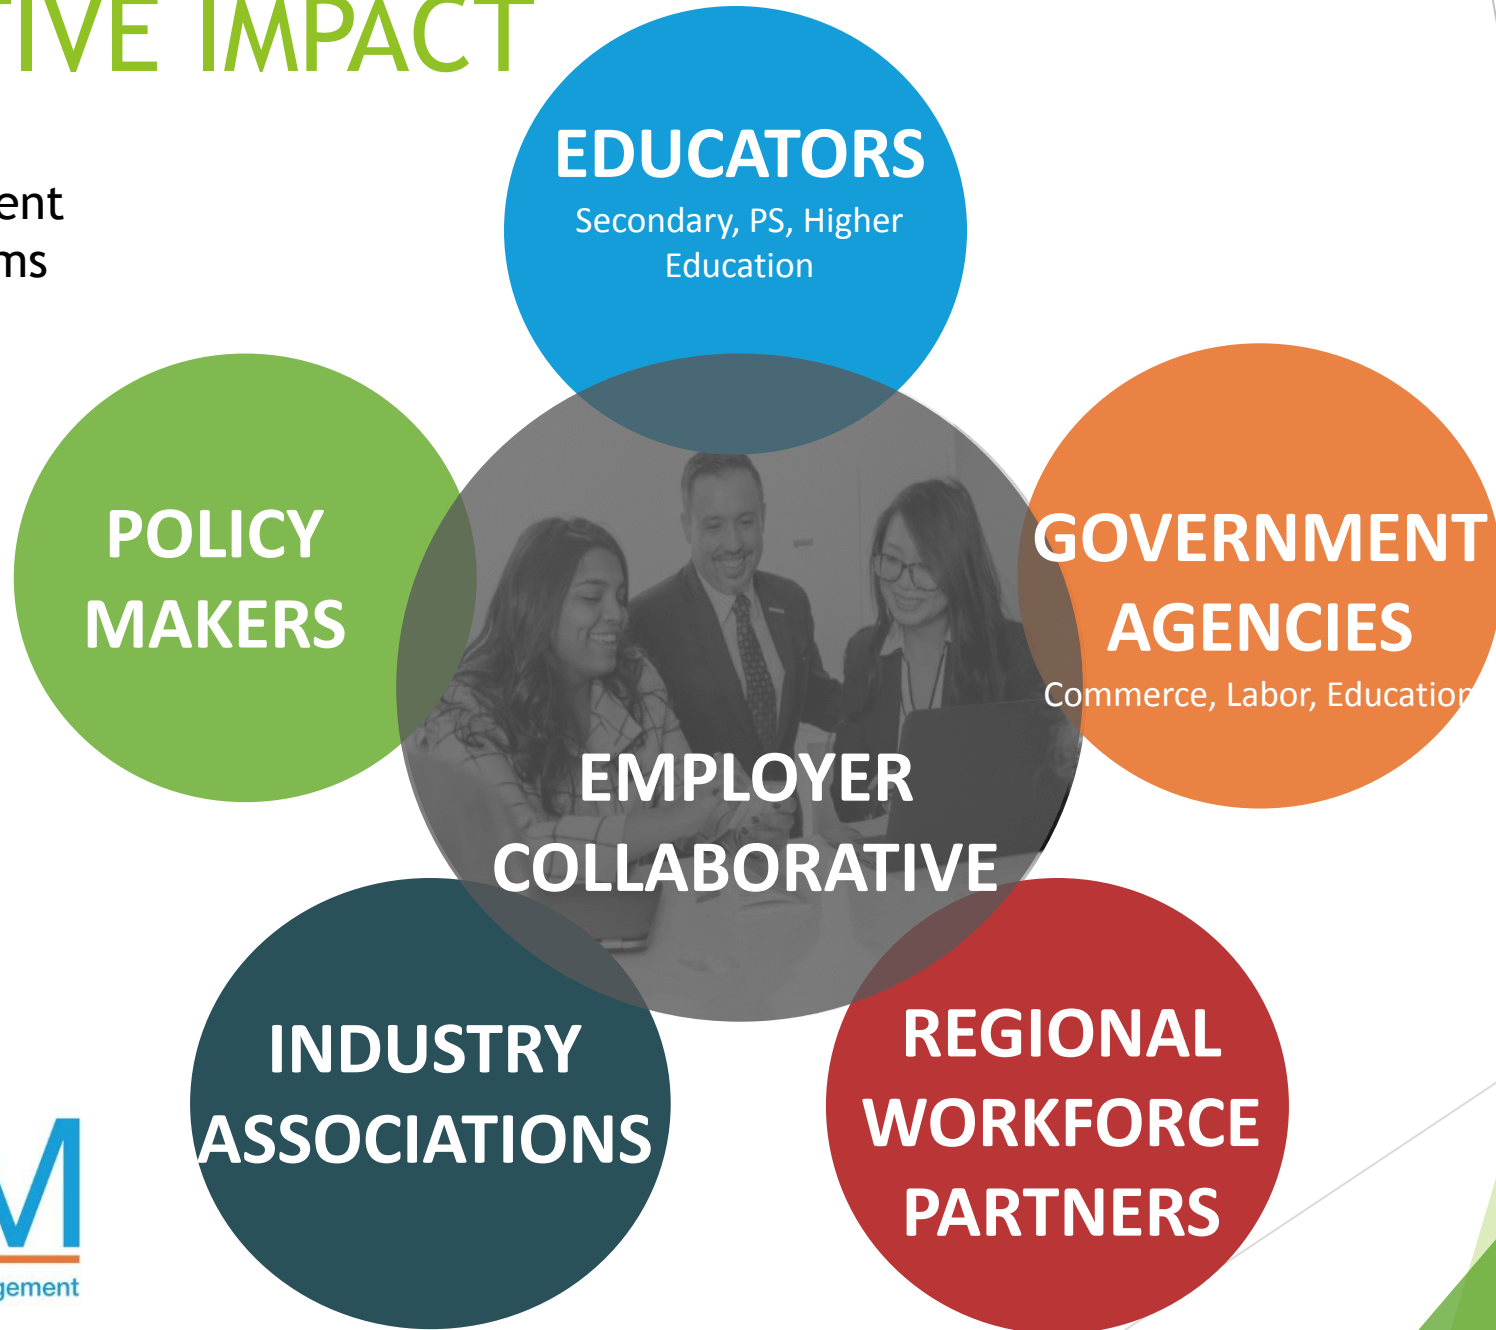 TIVE IMPACT
ent
ms
EDUCATORS
Secondary, PS, Higher
Education
POLICY
MAKERS
GOVERNMENT
AGENCIES
Commerce, Labor, Education
EMPLOYER
COLLABORATIVE
INDUSTRY
ASSOCIATIONS
REGIONAL
WORKFORCE
PARTNERS
M
gement